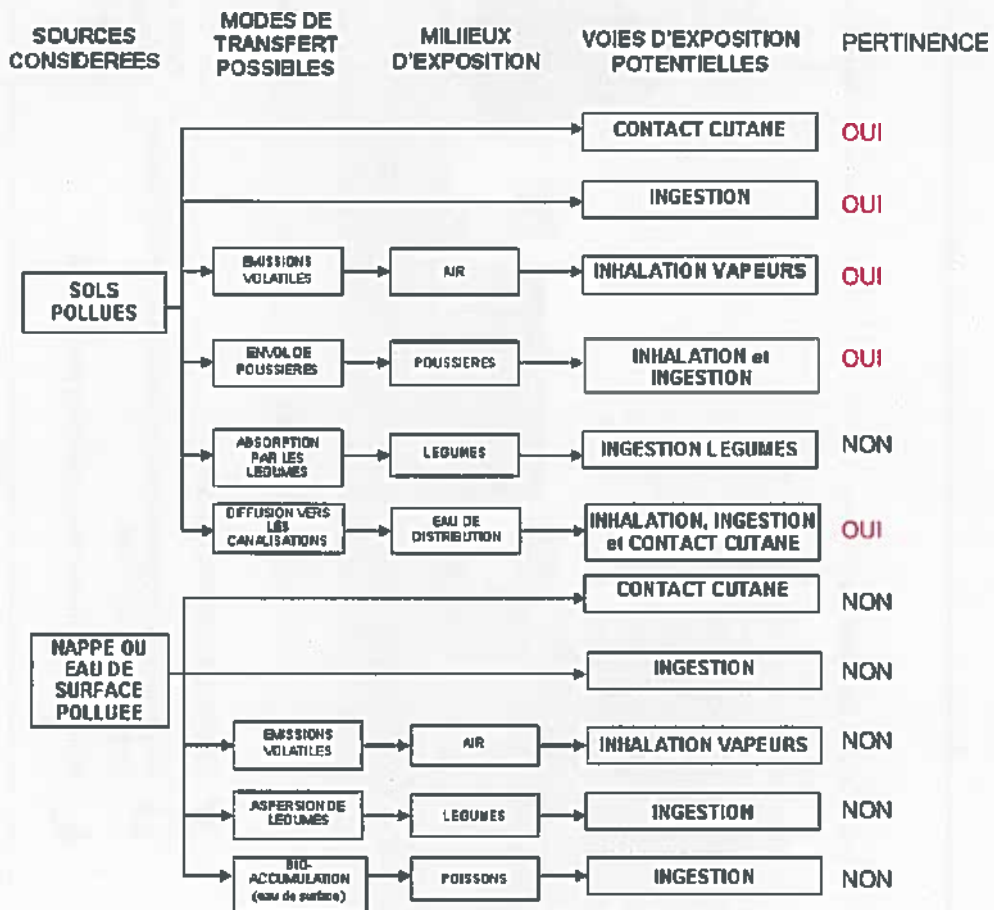 SOURCES
CONSIDEREES
MODES DE
TRANSFERT
POSSIBLES
MILIIEUX
D'EXPOSITION
VOIES D'EXPOSITION
POTENTIELLES
PERTINENCE
SOLS
POLLUES
CONTACT CUTANE
OUI
INGESTION
OUI
EMISSIONS
VOLATILES
AIR
INHALATION VAPEURS
OUI
ENVOL DE
POUSSIERES
POUSSIERES
INHALATION et
INGESTION
OUI
ABSORPTION
PAR LES
LEGUMES
LEGUMES
INGESTION LEGUMES
NON
DIFFUSION VERS
LES
CANALISATIONS
EAU DE
DISTRIBUTION
INHALATION, INGESTION
et CONTACT CUTANE
OUI
NAPPE OU
EAU DE
SURFACE
POLLUEE
CONTACT CUTANE
NON
INGESTION
NON
EMISSIONS
VOLATILES
AIR
INHALATION VAPEURS
NON
ASPERSION DE
LEGUMES
LEGUMES
INGESTION
NON
BIO-
ACCUMULATION
(eau de surface)
POISSONS
INGESTION
NON